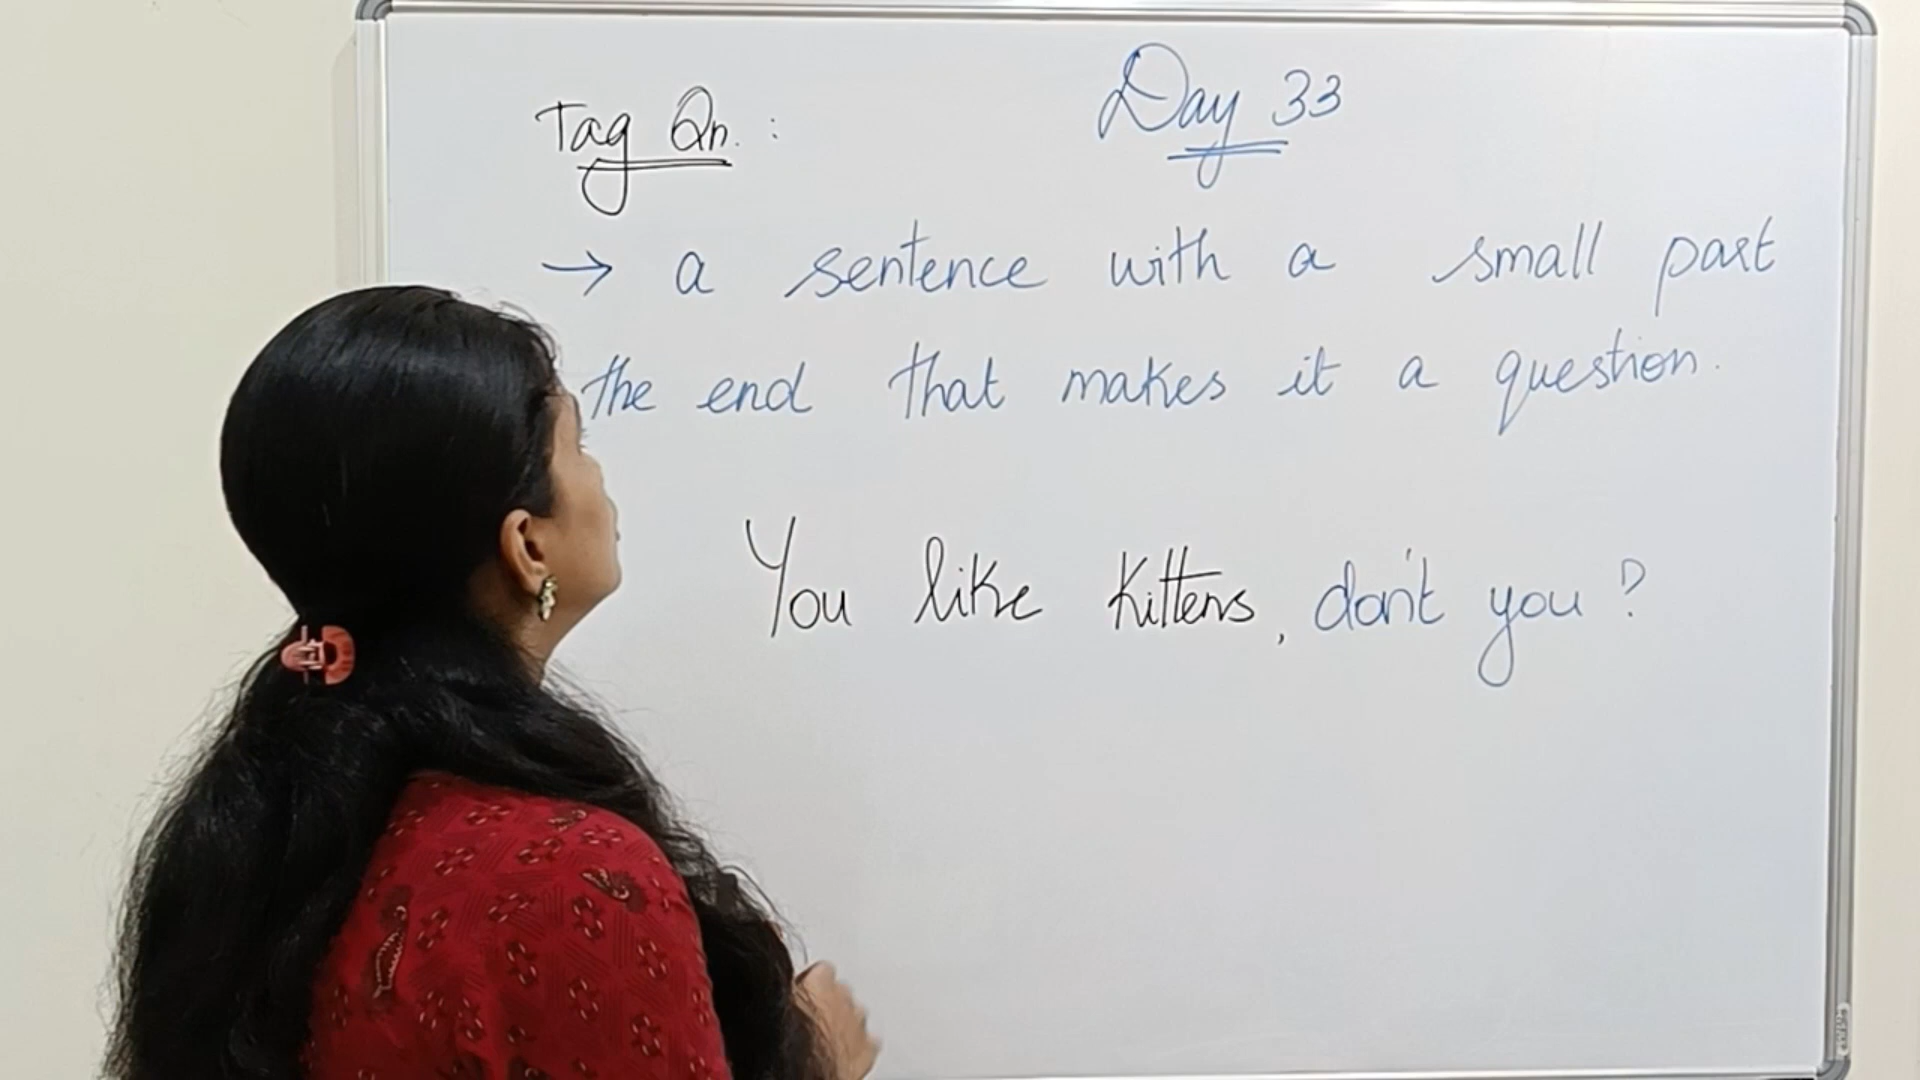 Day 33
Tag Qn. :
→ a sentence with a small part
the end that makes it a question.
You like kittens, don't you?